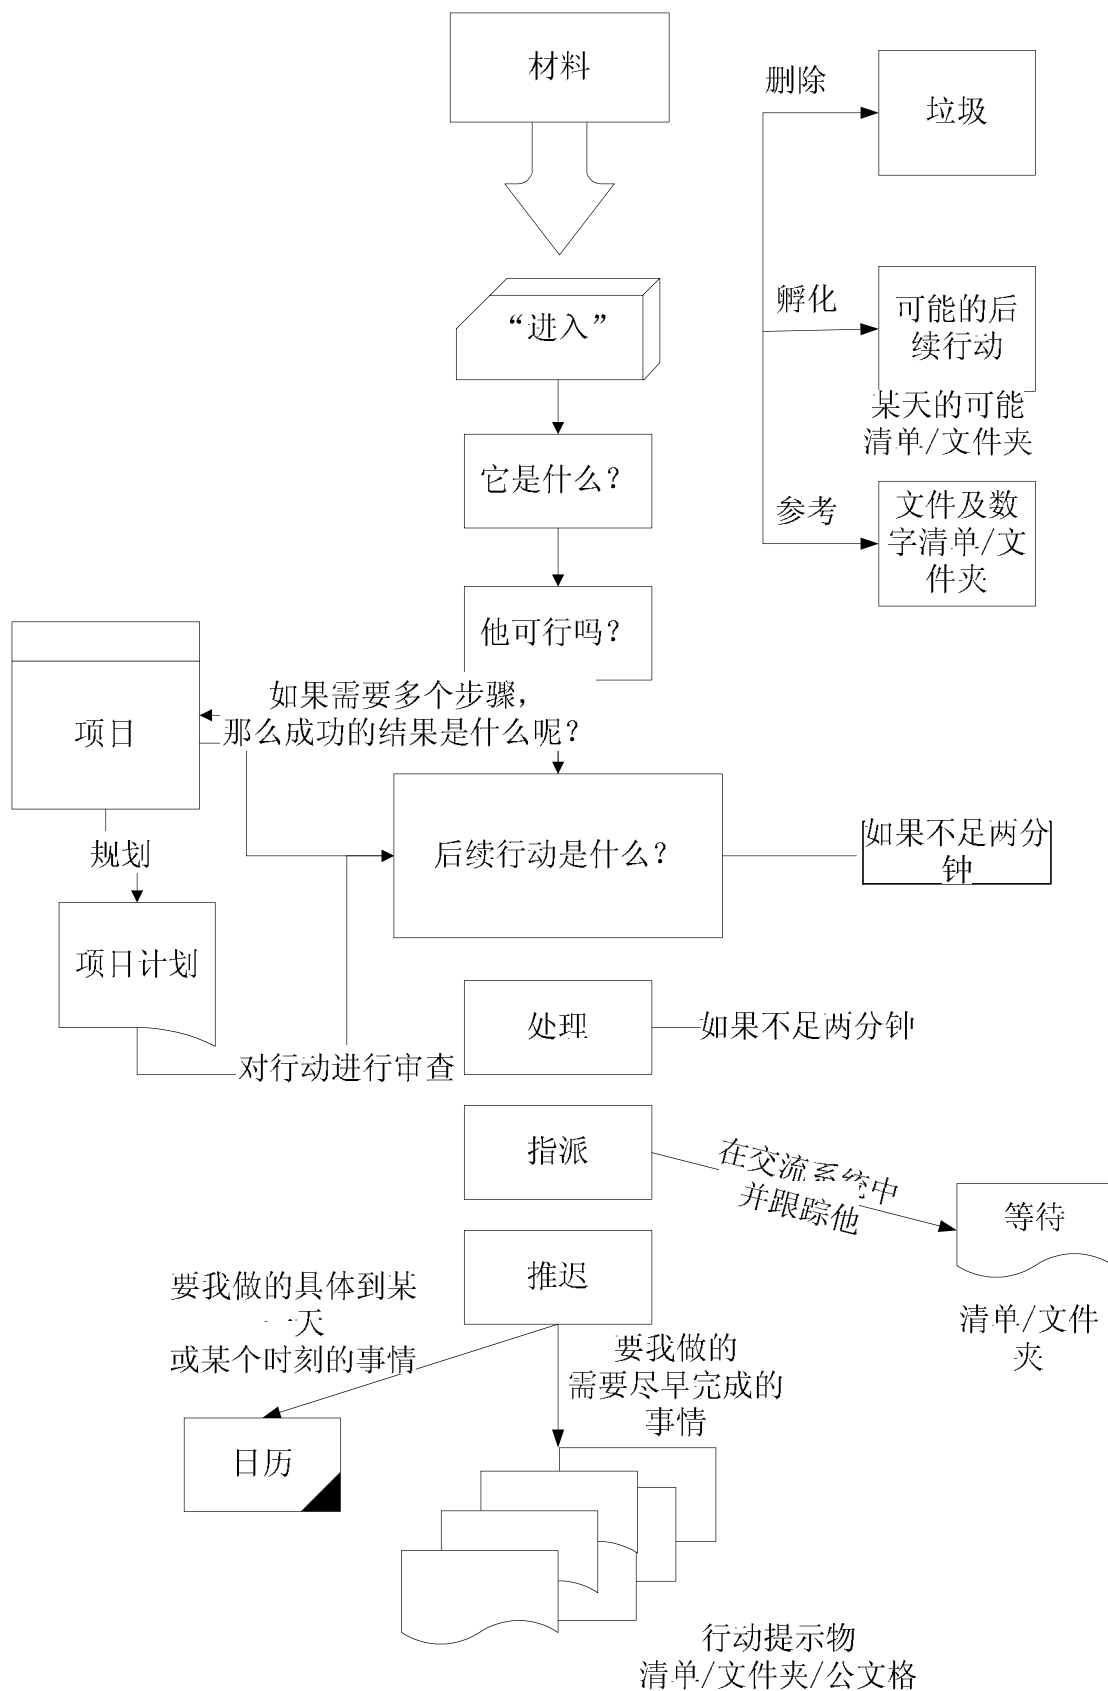 材料
删除
垃圾
“进入”
孵化
可能的后
续行动
某天的可能
清单/文件夹
它是什么？
参考
文件及数
字清单/文
件夹
他可行吗？
如果需要多个步骤，
那么成功的结果是什么呢？
项目
规划
后续行动是什么？
如果不足两分
钟
项目计划
处理
如果不足两分钟
对行动进行审查
指派
在交流系统中
并跟踪他
等待
清单/文件
夹
推迟
要我做的具体到某
一天
或某个时刻的事情
要我做的
需要尽早完成的
事情
日历
行动提示物
清单/文件夹/公文格